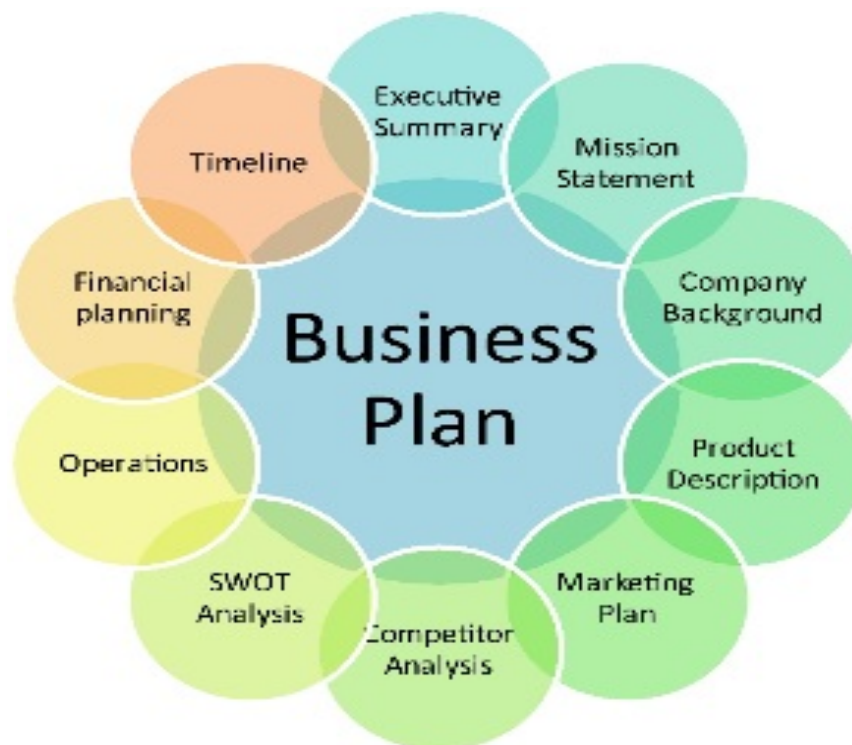 Business
Plan
Executive
Summary
Mission
Statement
Company
Background
Product
Description
Marketing
Plan
Competitor
Analysis
SWOT
Analysis
Operations
Financial
planning
Timeline